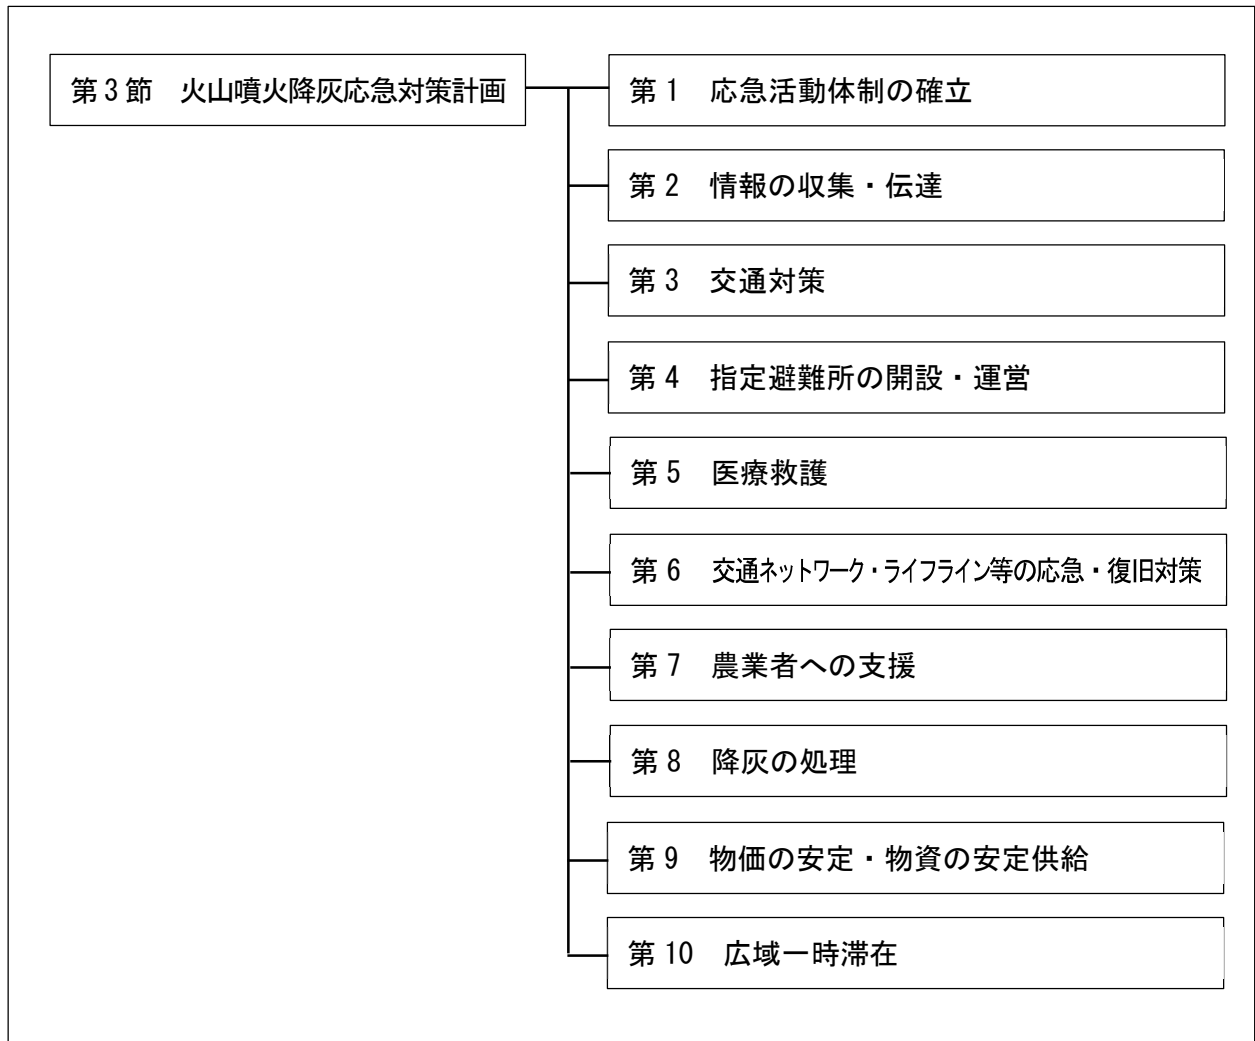 第3節　火山噴火降灰応急対策計画
第1　応急活動体制の確立
第2　情報の収集・伝達
第3　交通対策
第4　指定避難所の開設・運営
第5　医療救護
第6　交通ネットワーク・ライフライン等の応急・復旧対策
第7　農業者への支援
第8　降灰の処理
第9　物価の安定・物資の安定供給
第10　広域一時滞在